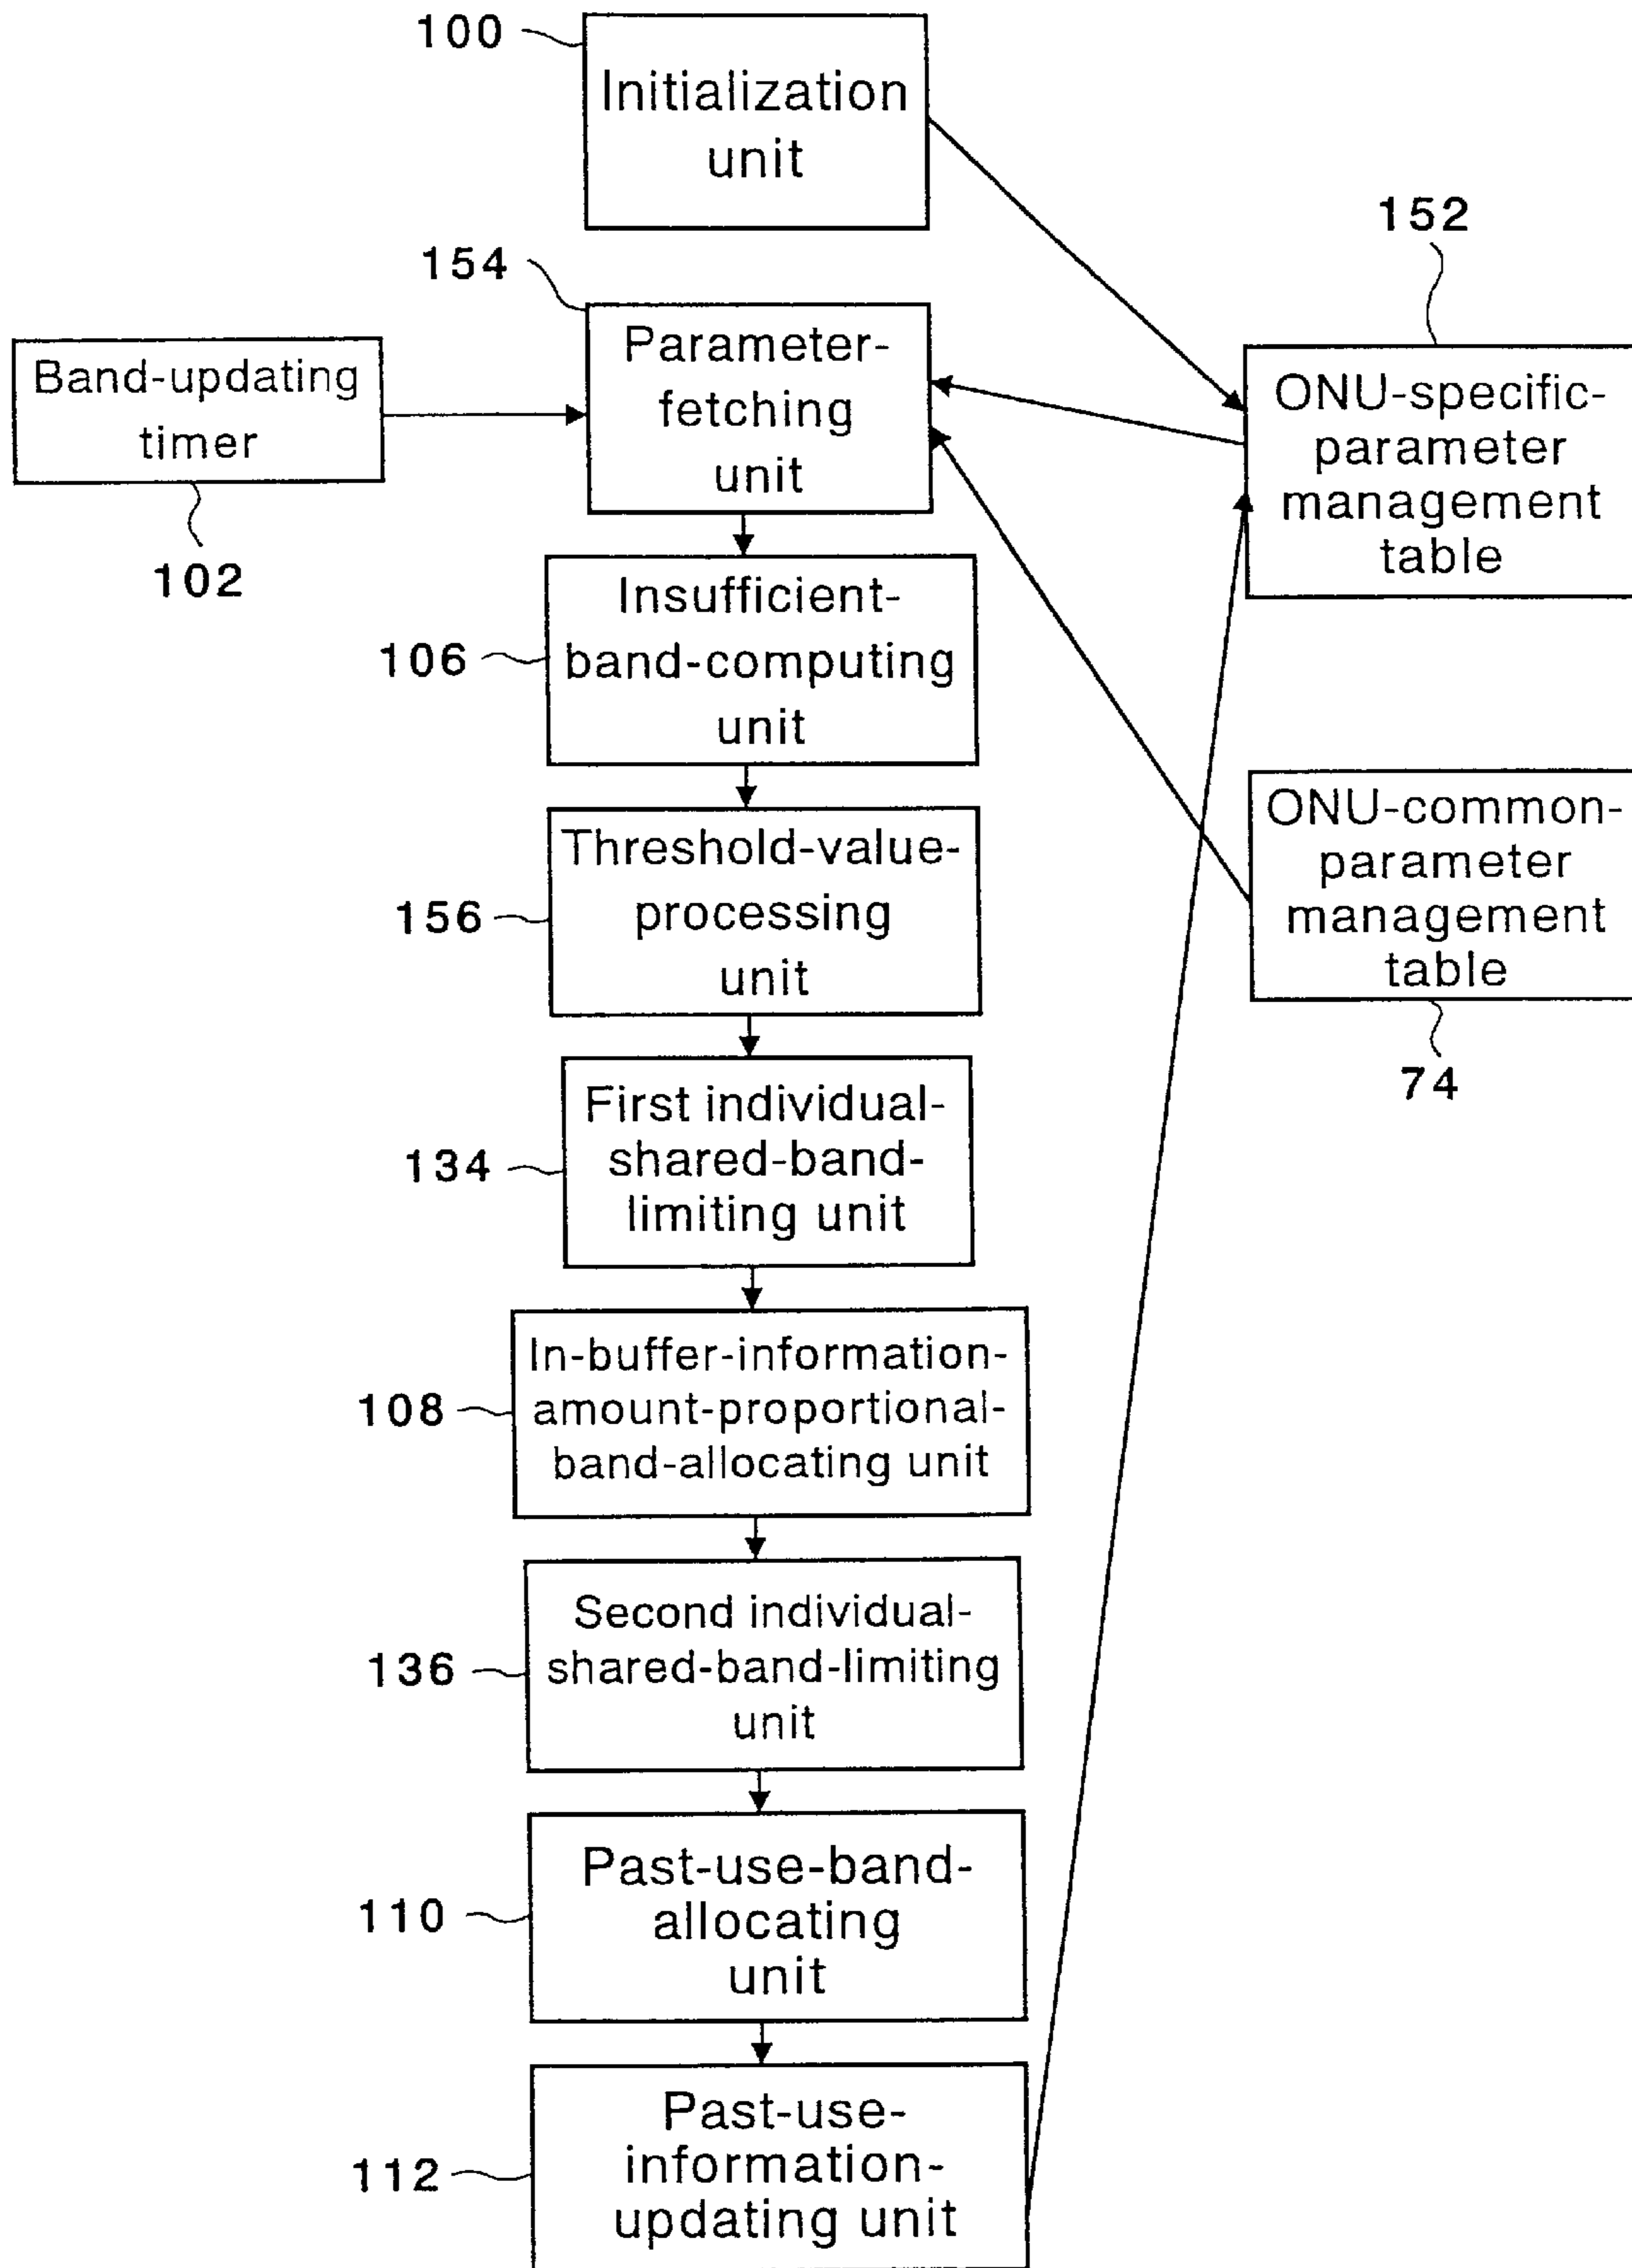 100
Initialization
unit
152
154
Parameter-
fetching
unit
Band-updating
timer
102
ONU-specific-
parameter
management
table
Insufficient-
band-computing
unit
106
Threshold-value-
processing
unit
156
ONU-common-
parameter
management
table
74
First individual-
shared-band-
limiting unit
134
In-buffer-information-
amount-proportional-
band-allocating unit
108
Second individual-
shared-band-limiting
unit
136
Past-use-band-
allocating
unit
110
Past-use-
information-
updating unit
112